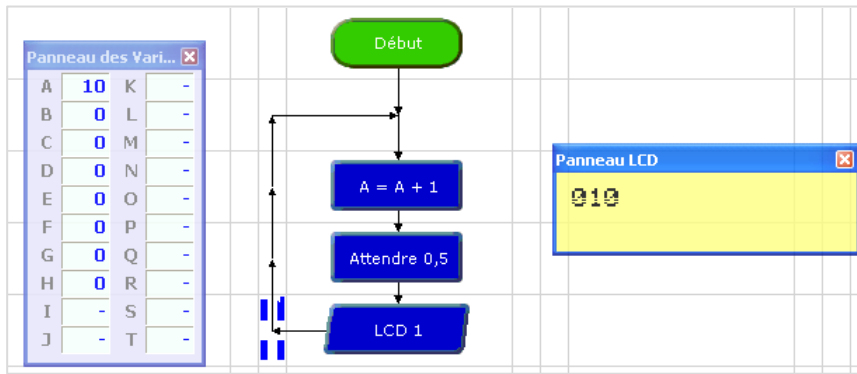 Début
Panneau des Vari...
A 10 K -
B 0 L -
C 0 M -
D 0 N -
E 0 O -
F 0 P -
G 0 Q -
H 0 R -
I - S -
J - T -
A = A + 1
Attendre 0,5
LCD 1
Panneau LCD
010